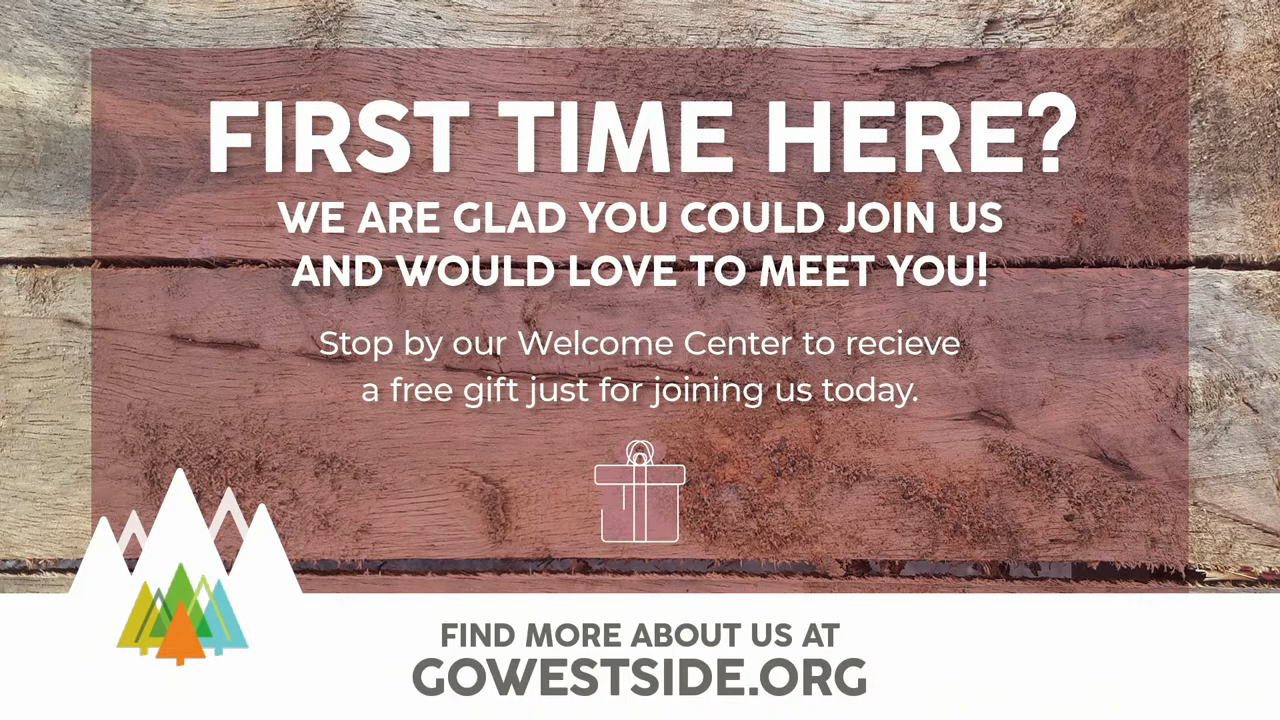 FIRST TIME HERE?
WE ARE GLAD YOU COULD JOIN US
AND WOULD LOVE TO MEET YOU!
Stop by our Welcome Center to recieve
a free gift just for joining us today.
FIND MORE ABOUT US AT
GOWESTSIDE.ORG